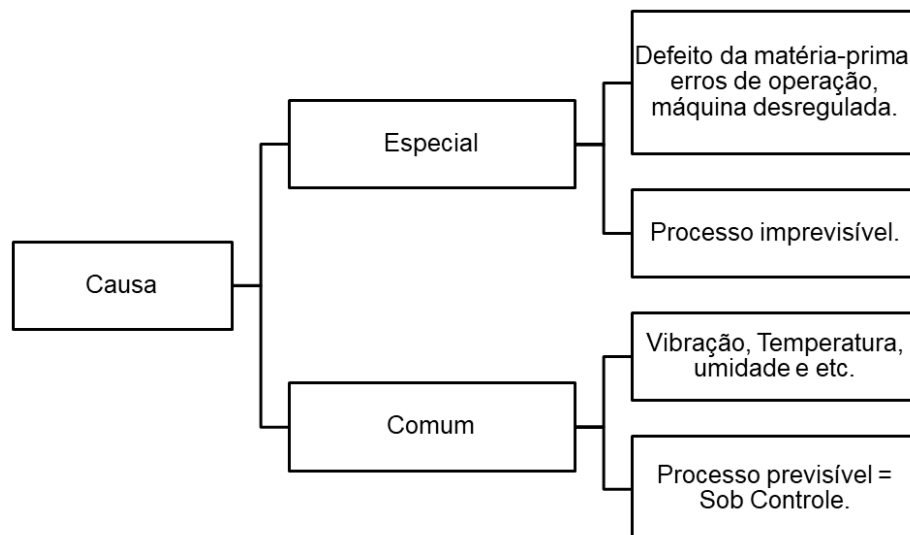 Defeito da matéria-prima
erros de operação,
máquina desregulada.
Especial
Processo imprevisível.
Causa
Vibração, Temperatura,
umidade e etc.
Comum
Processo previsível =
Sob Controle.